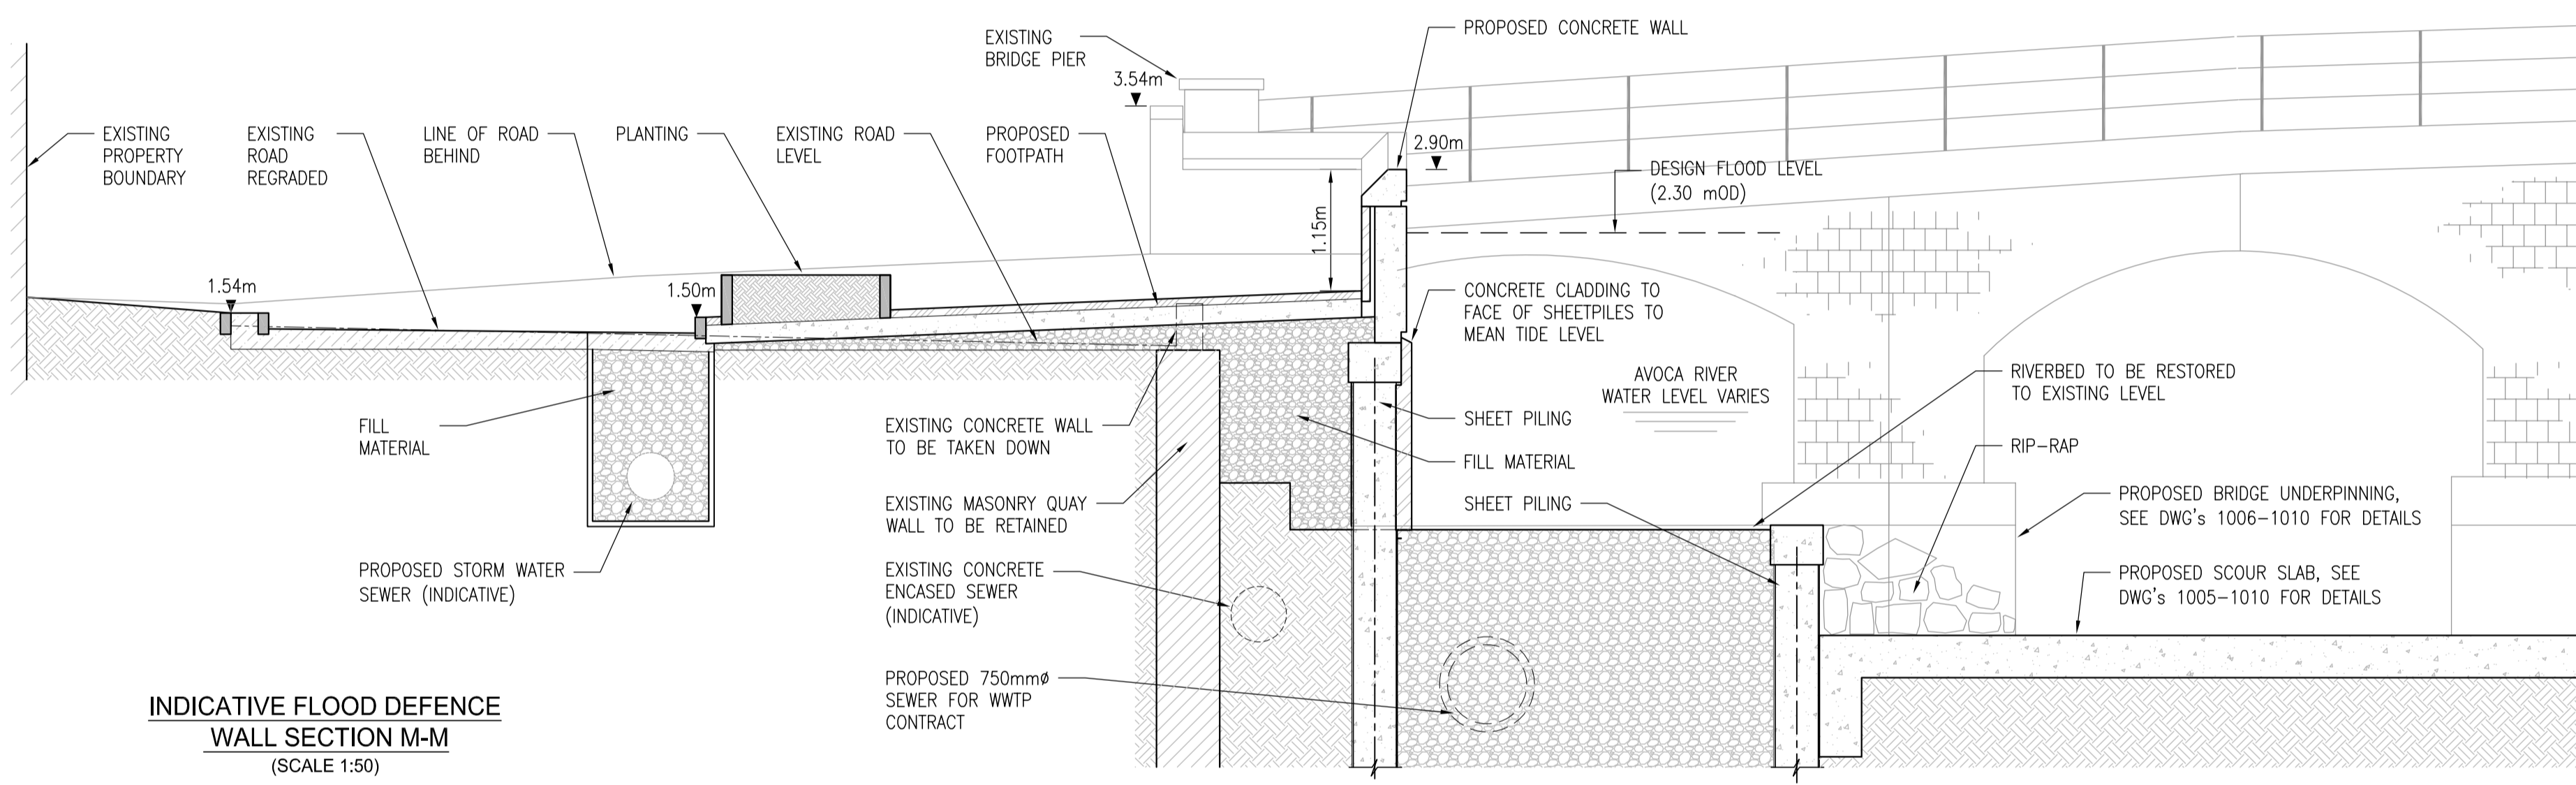 PROPOSED CONCRETE WALL
EXISTING
BRIDGE PIER
3.54m
EXISTING
PROPERTY
BOUNDARY
EXISTING
ROAD
REGRADED
LINE OF ROAD
BEHIND
PLANTING
EXISTING ROAD
LEVEL
PROPOSED
FOOTPATH
2.90m
DESIGN FLOOD LEVEL
(2.30 mOD)
1.15m
1.54m
1.50m
CONCRETE CLADDING TO
FACE OF SHEETPILES TO
MEAN TIDE LEVEL
AVOCA RIVER
WATER LEVEL VARIES
RIVERBED TO BE RESTORED
TO EXISTING LEVEL
FILL
MATERIAL
EXISTING CONCRETE WALL
TO BE TAKEN DOWN
SHEET PILING
RIP-RAP
FILL MATERIAL
EXISTING MASONRY QUAY
WALL TO BE RETAINED
SHEET PILING
PROPOSED BRIDGE UNDERPINNING,
SEE DWG's 1006-1010 FOR DETAILS
PROPOSED STORM WATER
SEWER (INDICATIVE)
EXISTING CONCRETE
ENCASED SEWER
(INDICATIVE)
PROPOSED SCOUR SLAB, SEE
DWG's 1005-1010 FOR DETAILS
PROPOSED 750mmø
SEWER FOR WWTP
CONTRACT
INDICATIVE FLOOD DEFENCE
WALL SECTION M-M
(SCALE 1:50)